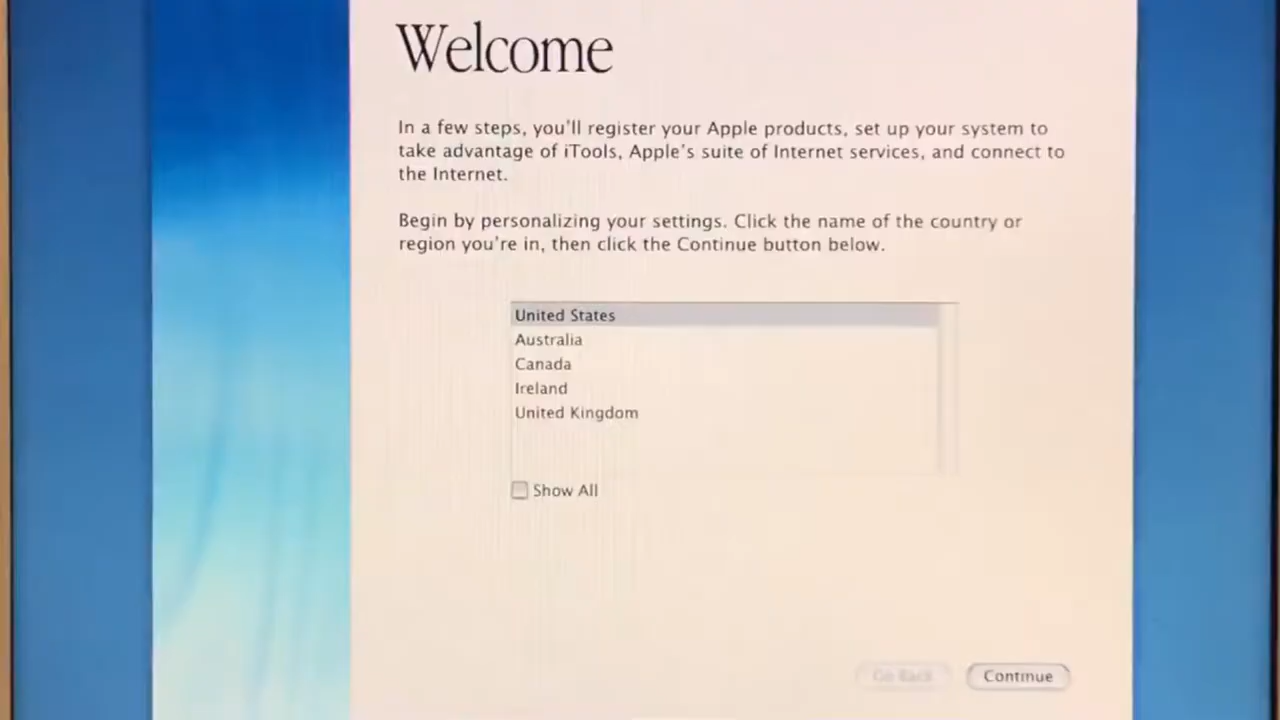 Welcome
In a few steps, you'll register your Apple products, set up your system to
take advantage of iTools, Apple's suite of Internet services, and connect to
the Internet.
Begin by personalizing your settings. Click the name of the country or
region you're in, then click the Continue button below.
United States
Australia
Canada
Ireland
United Kingdom
Show All
Go Back
Continue